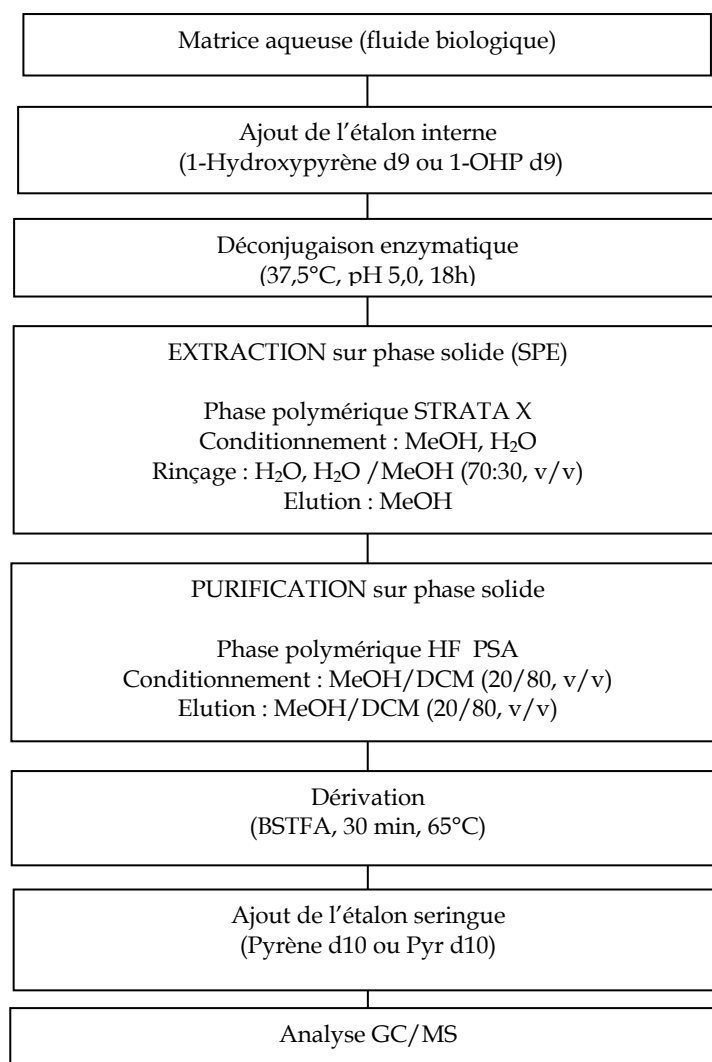 Matrice aqueuse (fluide biologique)
Ajout de l'étalon interne
(1-Hydroxypyrène d9 ou 1-OHP d9)
Déconjugaison enzymatique
(37,5°C, pH 5,0, 18h)
EXTRACTION sur phase solide (SPE)
Phase polymérique STRATA X
Conditionnement : MeOH, H₂O
Rinçage : H₂O, H₂O /MeOH (70:30, v/v)
Elution : MeOH
PURIFICATION sur phase solide
Phase polymérique HF PSA
Conditionnement : MeOH/DCM (20/80, v/v)
Elution : MeOH/DCM (20/80, v/v)
Dérivation
(BSTFA, 30 min, 65°C)
Ajout de l'étalon seringue
(Pyrène d10 ou Pyr d10)
Analyse GC/MS